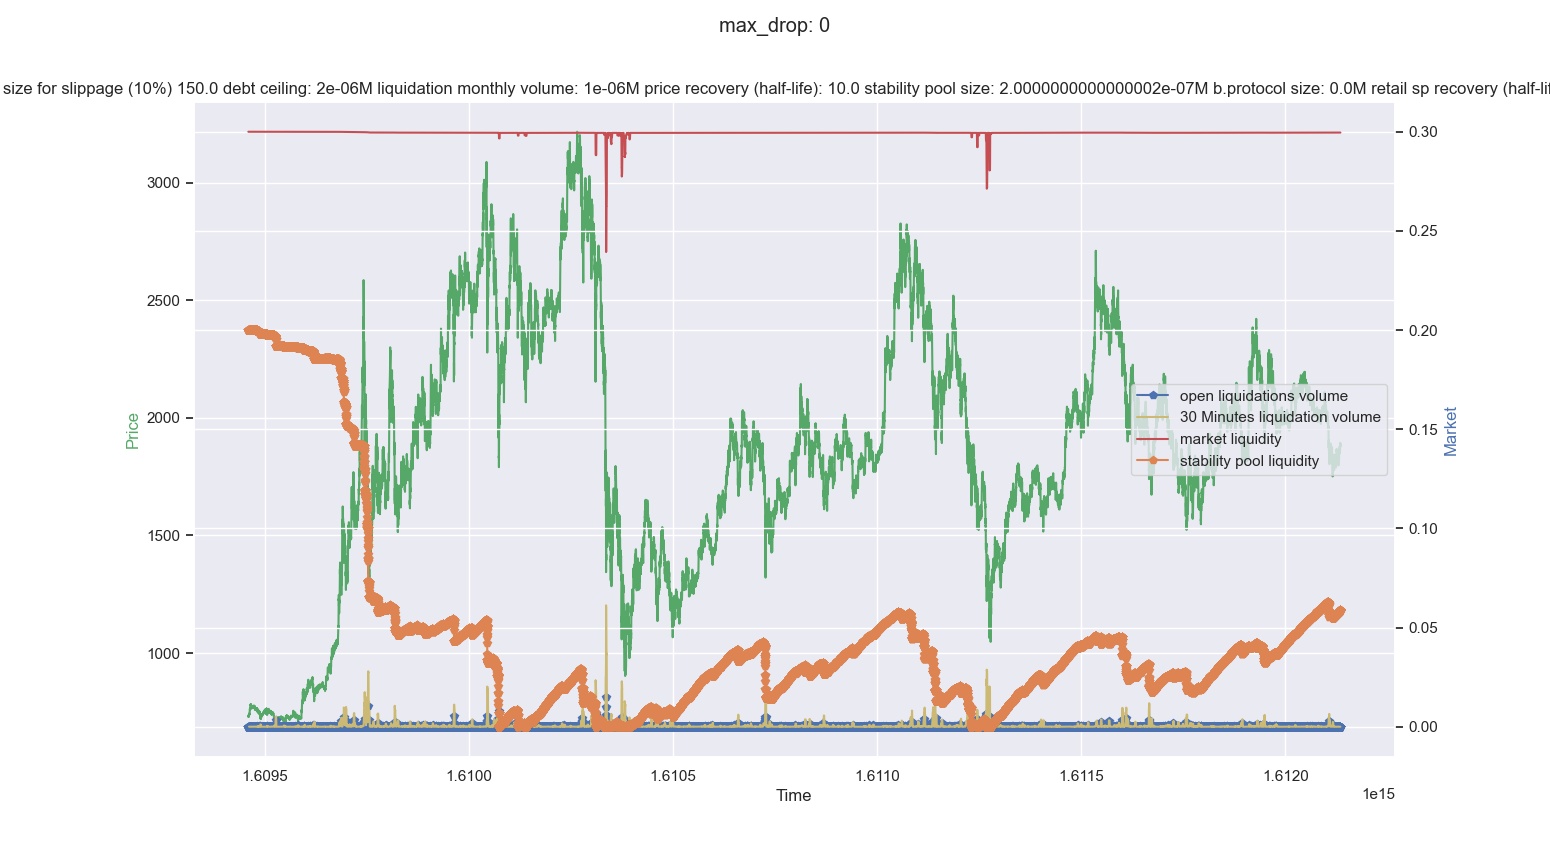 max_drop: 0
size for slippage (10%) 150.0 debt ceiling: 2e-06M liquidation monthly volume: 1e-06M price recovery (half-life): 10.0 stability pool size: 2.0000000000000002e-07M b.protocol size: 0.0M retail sp recovery
3000
2500
2000
1500
1000
Price
0.30
0.25
0.20
0.15
0.10
0.05
0.00
Market
open liquidations volume
30 Minutes liquidation volume
market liquidity
stability pool liquidity
1.6095
1.6100
1.6105
1.6110
1.6115
1.6120
Time
1e15